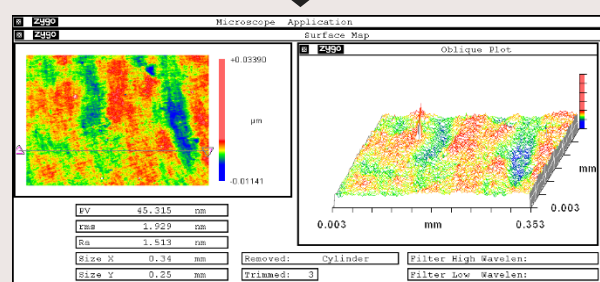 zygo Microscope Application
zygo Surface Map
+0.03390
µm
-0.01141
zygo Oblique Plot
mm
0.003
0.003 mm 0.353
PV 45.315 nm
rms 1.929 nm
Ra 1.513 nm
Size X 0.34 mm
Size Y 0.25 mm
Removed: Cylinder
Trimmed: 3
Filter High Wavelen:
Filter Low Wavelen: